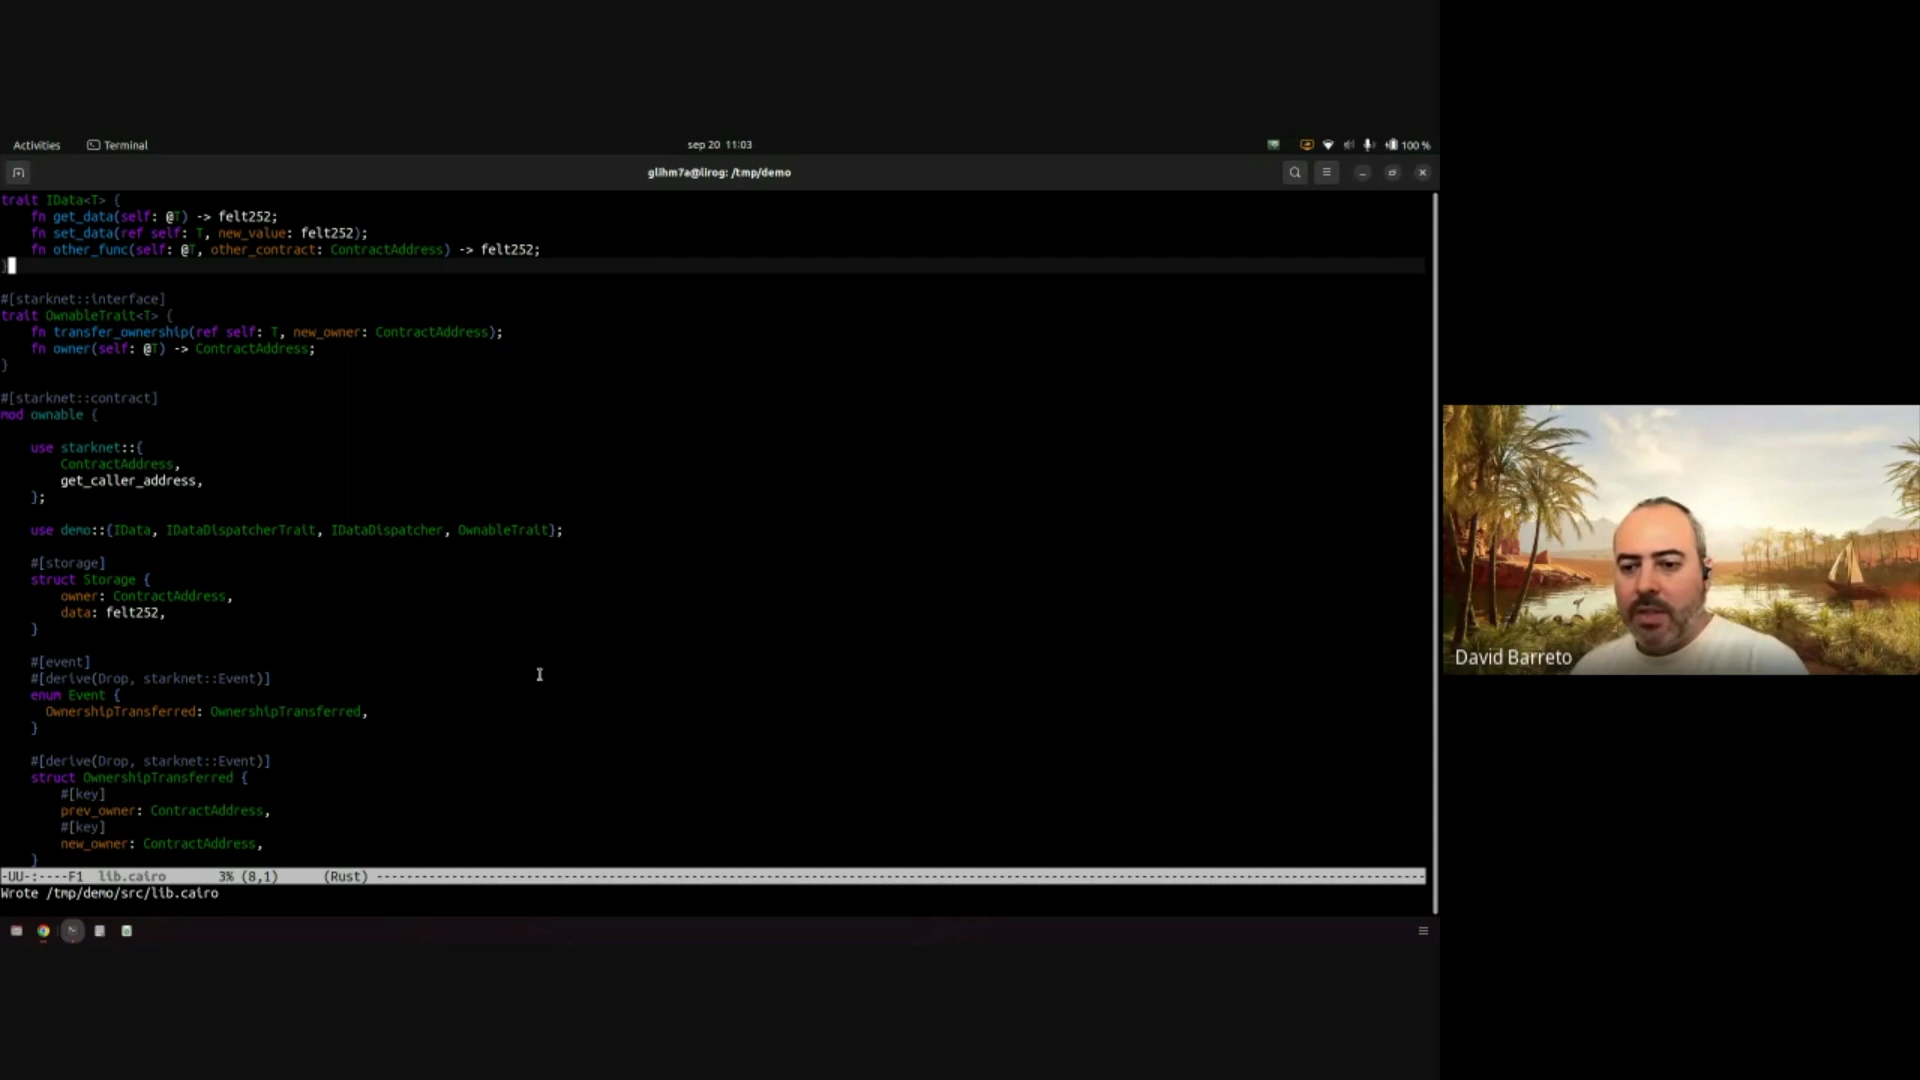 Activities Terminal sep 20 11:03 100 %
glihm7a@lirog: /tmp/demo
trait IData<T> {
    fn get_data(self: @T) -> felt252;
    fn set_data(ref self: T, new_value: felt252);
    fn other_func(self: @T, other_contract: ContractAddress) -> felt252;
}
#[starknet::interface]
trait OwnableTrait<T> {
    fn transfer_ownership(ref self: T, new_owner: ContractAddress);
    fn owner(self: @T) -> ContractAddress;
}
#[starknet::contract]
mod ownable {
    use starknet::{
        ContractAddress,
        get_caller_address,
    };
    use demo::{IData, IDataDispatcherTrait, IDataDispatcher, OwnableTrait};
    #[storage]
    struct Storage {
        owner: ContractAddress,
        data: felt252,
    }
    #[event]
    #[derive(Drop, starknet::Event)]
    enum Event {
      OwnershipTransferred: OwnershipTransferred,
    }
    #[derive(Drop, starknet::Event)]
    struct OwnershipTransferred {
        #[key]
        prev_owner: ContractAddress,
        #[key]
        new_owner: ContractAddress,
    }
-UU-:----F1 lib.cairo 3% (8,1) (Rust) ----------
Wrote /tmp/demo/src/lib.cairo
David Barreto